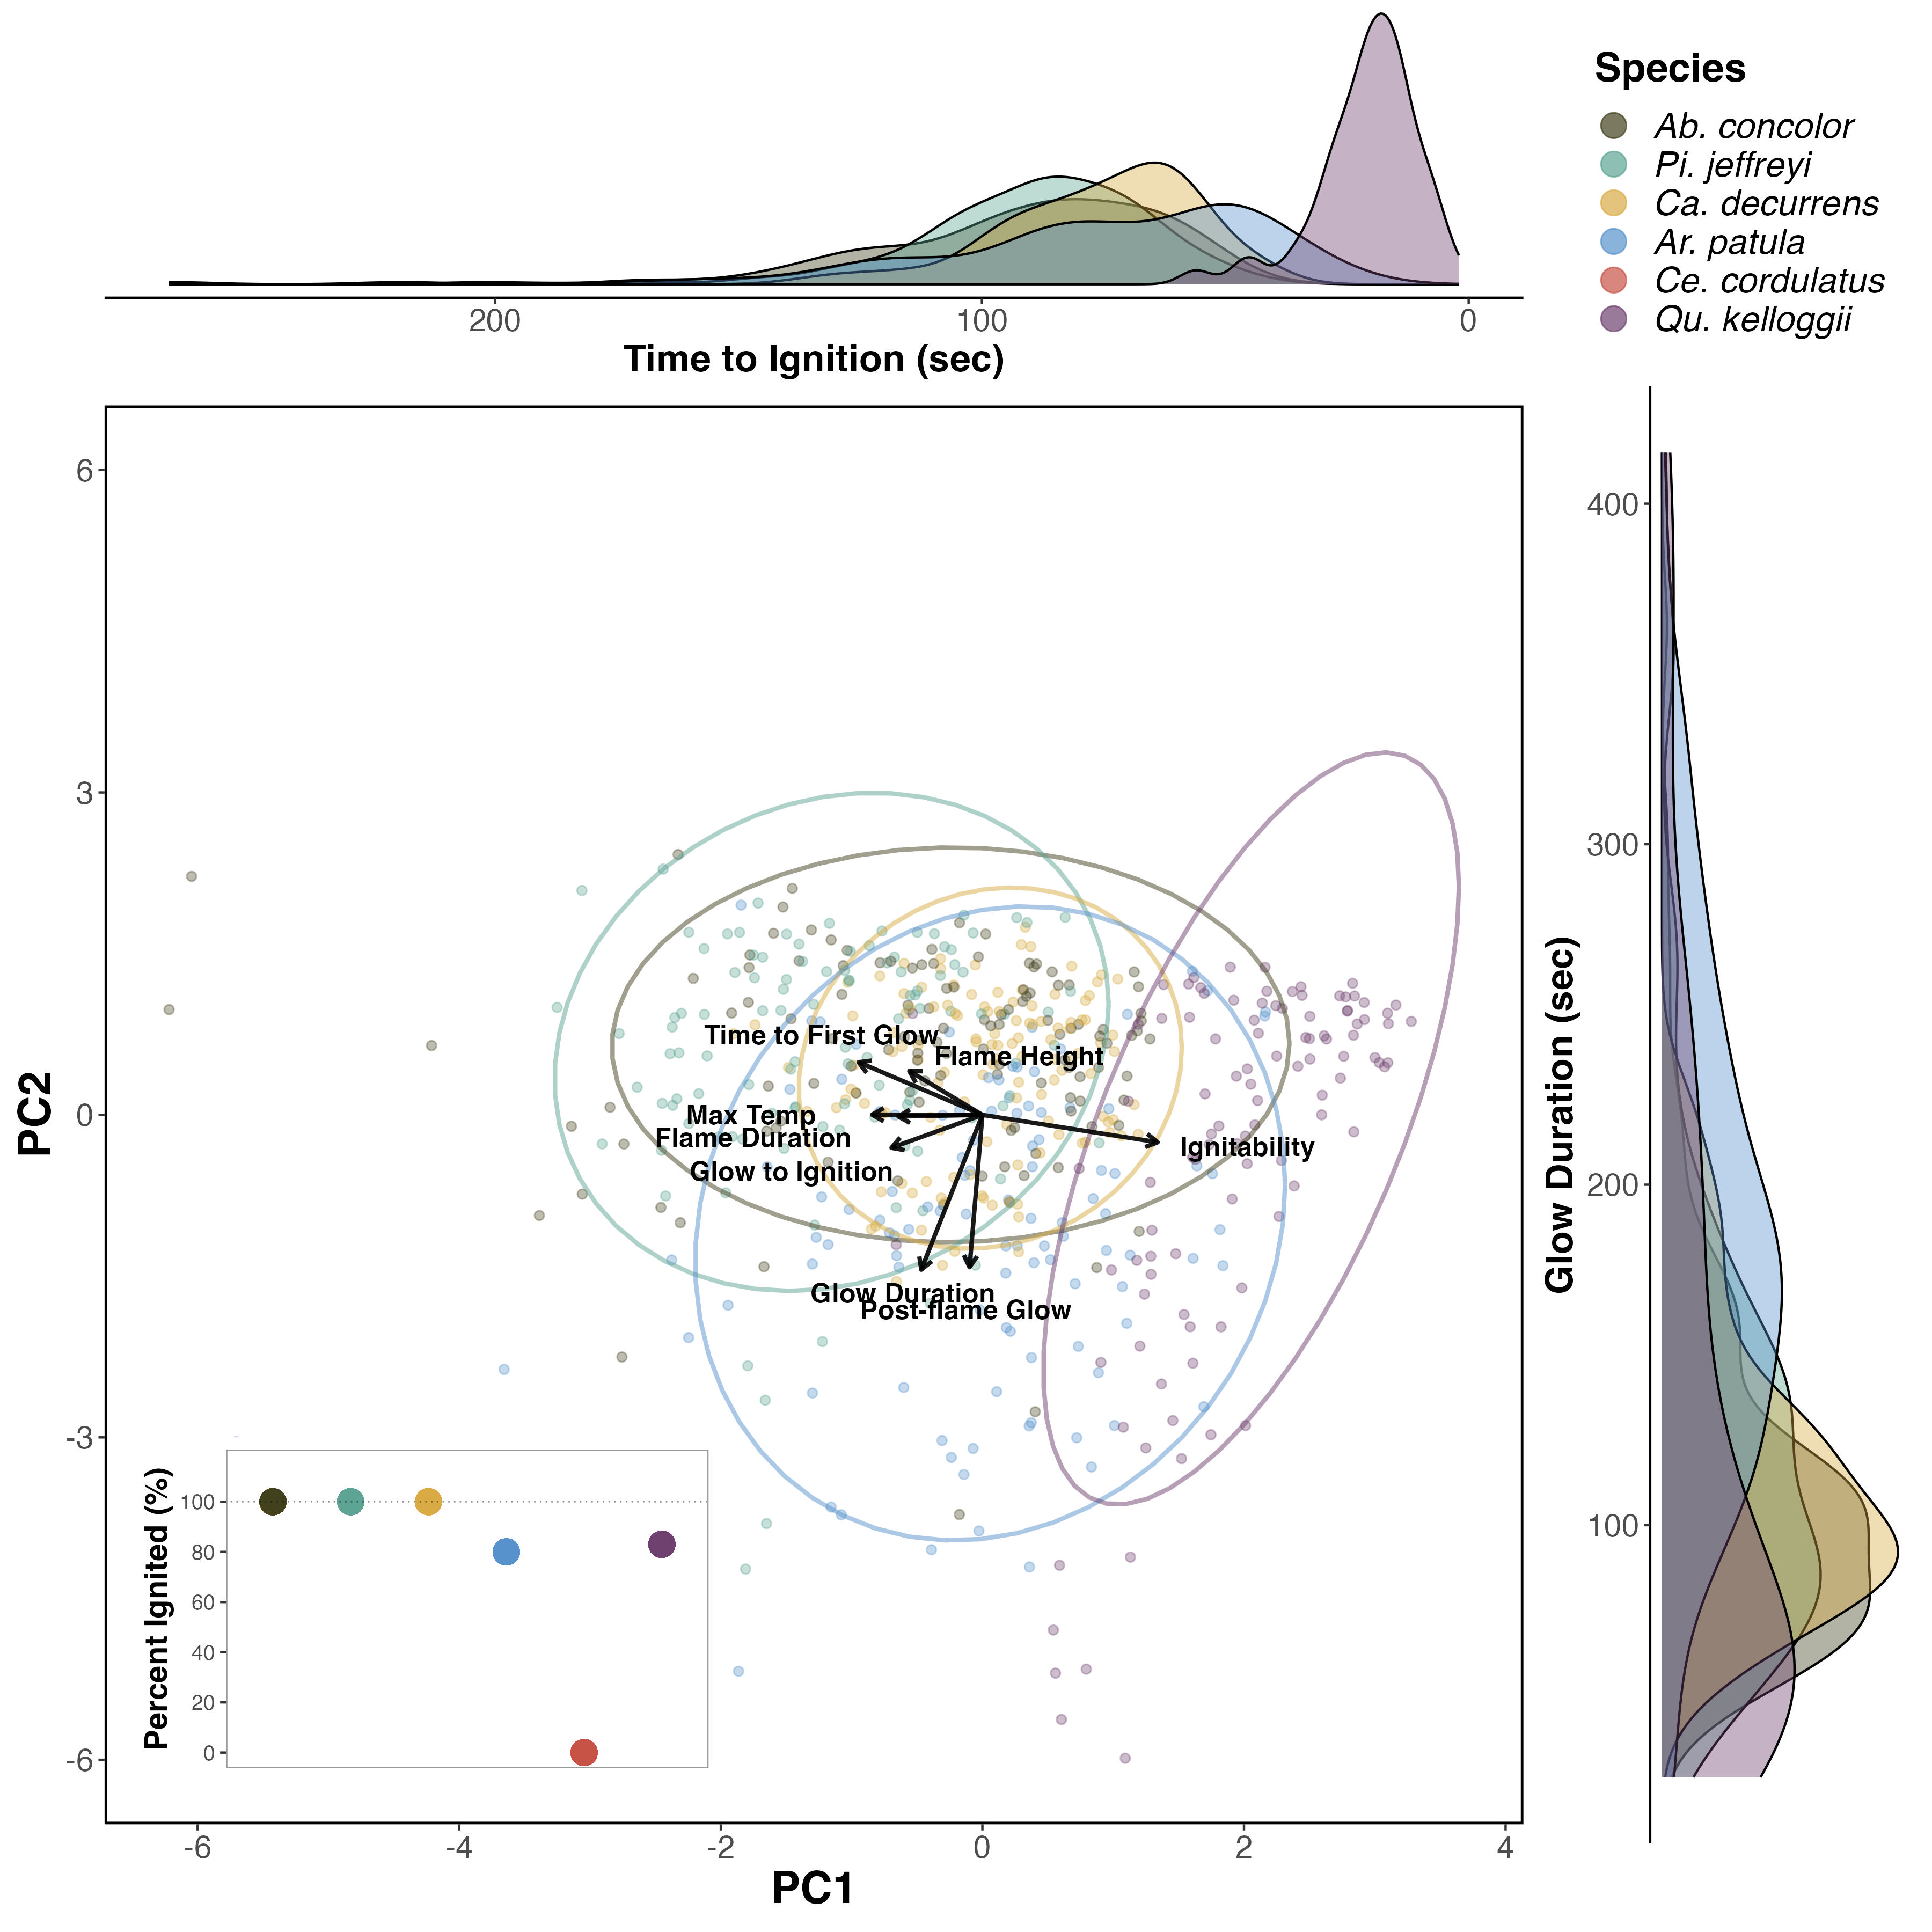 Species
Ab. concolor
Pi. jeffreyi
Ca. decurrens
Ar. patula
Ce. cordulatus
Qu. kelloggii
200
100
0
Time to Ignition (sec)
6
3
0
-3
-6
PC2
Time to First Glow
Flame Height
Max Temp
Flame Duration
Glow to Ignition
Ignitability
Glow Duration
Post-flame Glow
Percent Ignited (%)
100
80
60
40
20
0
-6
-4
-2
0
2
4
PC1
Glow Duration (sec)
400
300
200
100